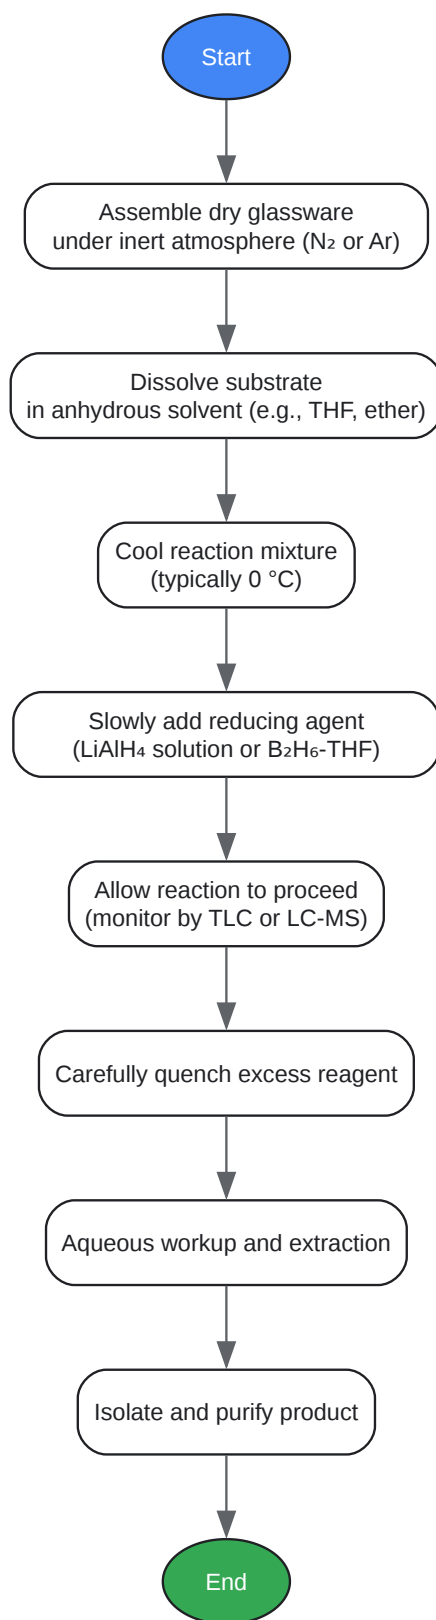 Start
Assemble dry glassware
under inert atmosphere (N₂ or Ar)
Dissolve substrate
in anhydrous solvent (e.g., THF, ether)
Cool reaction mixture
(typically 0 °C)
Slowly add reducing agent
(LiAlH₄ solution or B₂H₆-THF)
Allow reaction to proceed
(monitor by TLC or LC-MS)
Carefully quench excess reagent
Aqueous workup and extraction
Isolate and purify product
End